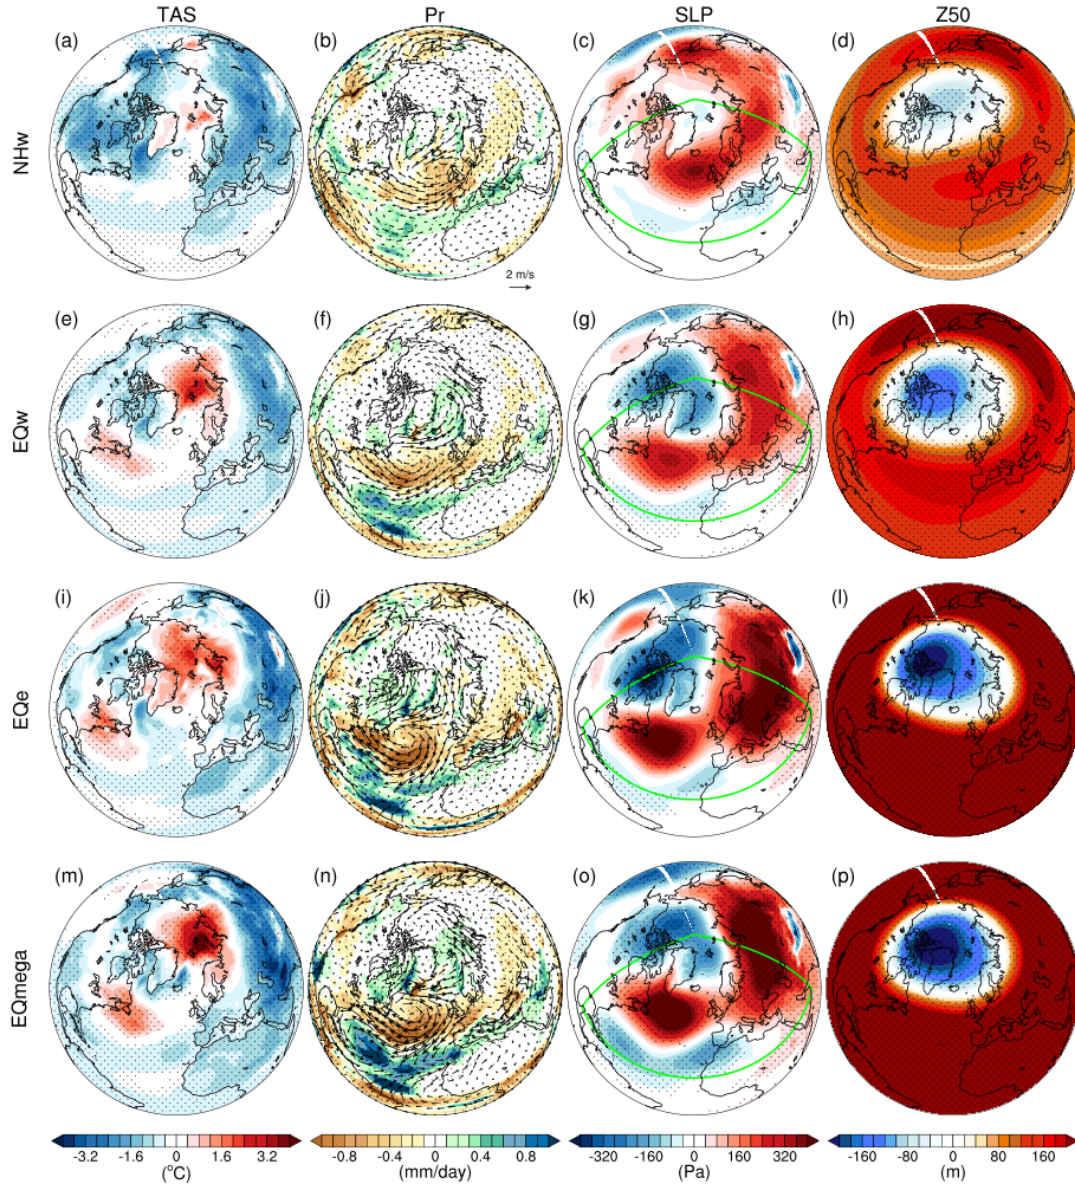 TAS Pr SLP Z50
NHw (a) (b) (c) (d)
2 m/s
EQw (e) (f) (g) (h)
EQe (i) (j) (k) (l)
EQmega (m) (n) (o) (p)
-3.2 -1.6 0 1.6 3.2 -0.8 -0.4 0 0.4 0.8 -320 -160 0 160 320 -160 -80 0 80 160
(°C) (mm/day) (Pa) (m)